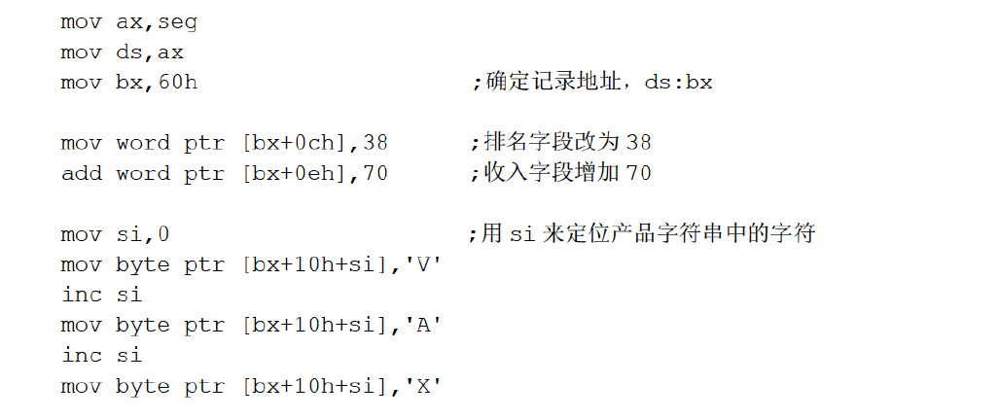 mov ax,seg
mov ds,ax
mov bx,60h ;确定记录地址，ds:bx
mov word ptr [bx+0ch],38 ;排名字段改为 38
add word ptr [bx+0eh],70 ;收入字段增加 70
mov si,0 ;用 si 来定位产品字符串中的字符
mov byte ptr [bx+10h+si],'V'
inc si
mov byte ptr [bx+10h+si],'A'
inc si
mov byte ptr [bx+10h+si],'X'